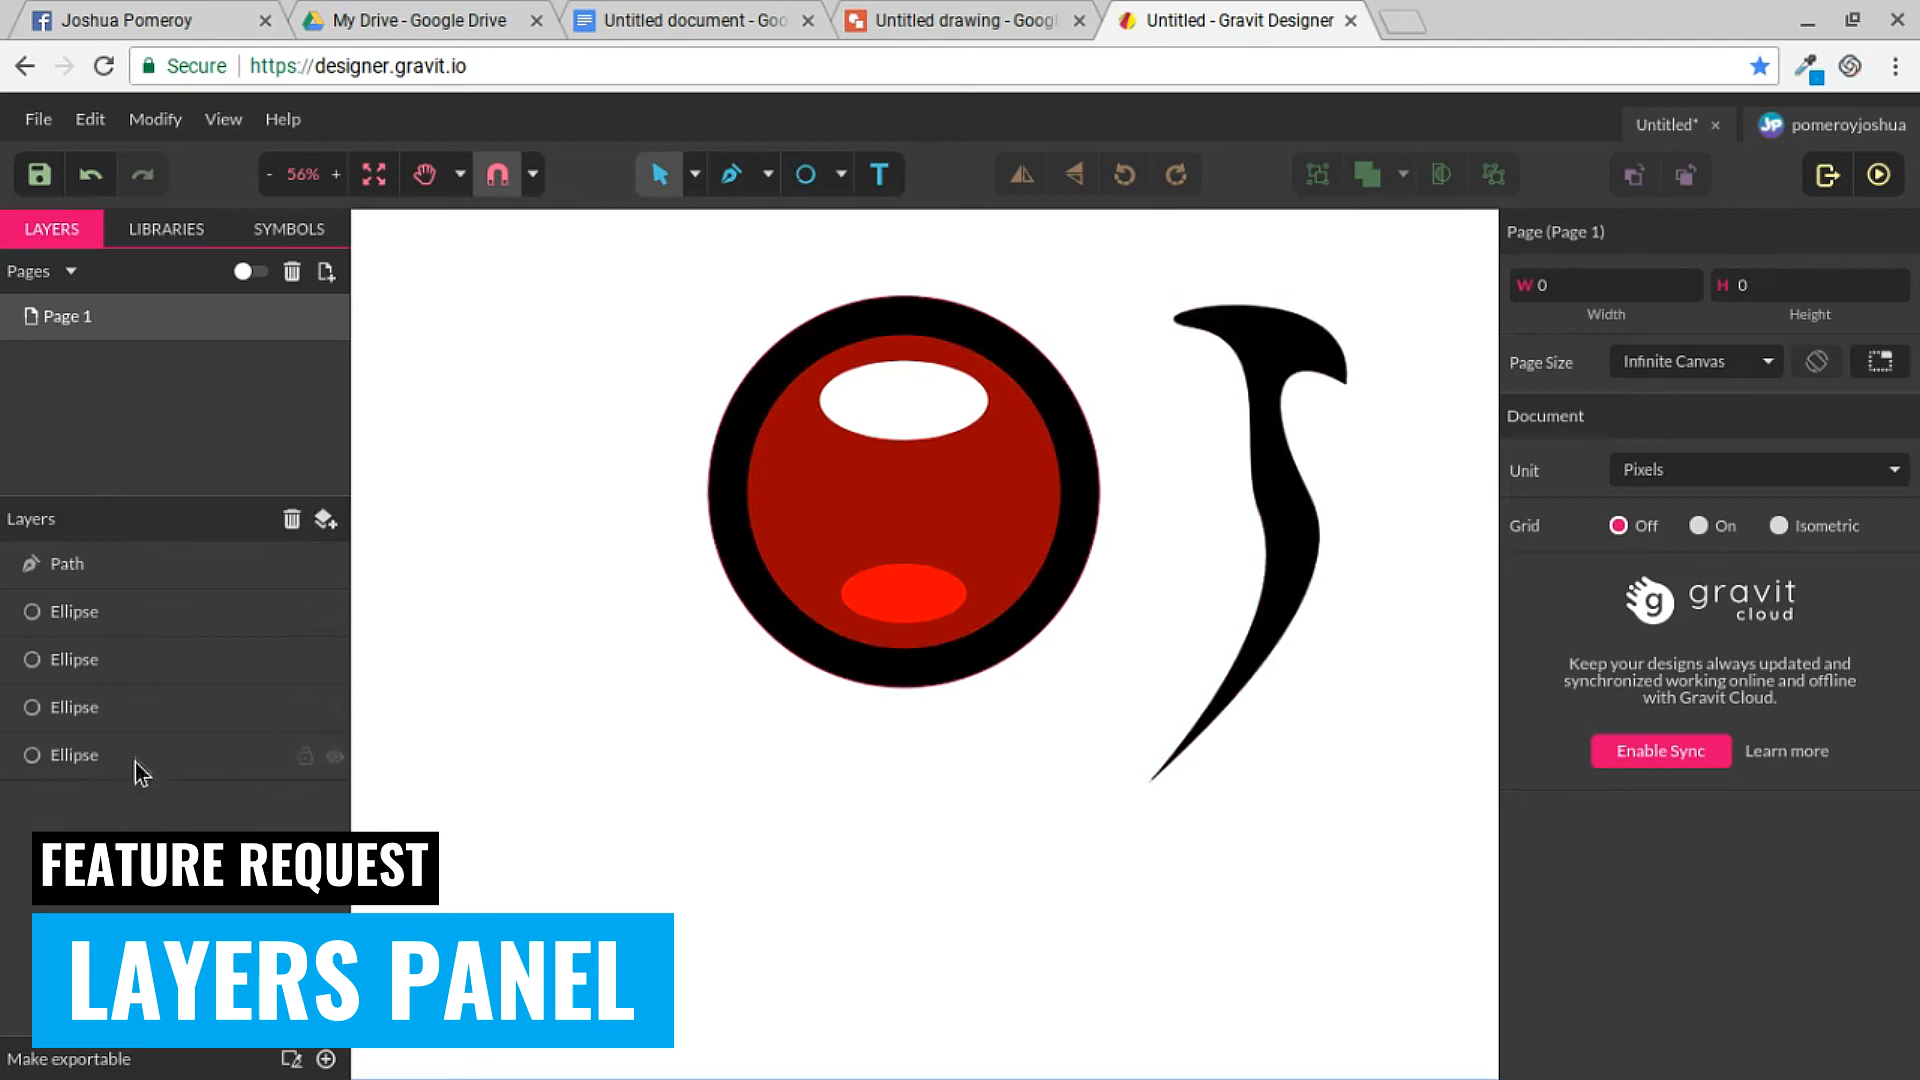 Joshua Pomeroy
My Drive - Google Drive
Untitled document - Goo
Untitled drawing - Googl
Untitled - Gravit Designer
Secure
https://designer.gravit.io
File Edit Modify View Help
Untitled*
JP
pomeroyjoshua
- 56% +
T
LAYERS LIBRARIES SYMBOLS
Pages
Page 1
Layers
Path
Ellipse
Ellipse
Ellipse
Ellipse
FEATURE REQUEST
LAYERS PANEL
Make exportable
Page (Page 1)
W 0
H 0
Width
Height
Page Size
Infinite Canvas
Document
Unit
Pixels
Grid
Off
On
Isometric
g
gravit
cloud
Keep your designs always updated and
synchronized working online and offline
with Gravit Cloud.
Enable Sync
Learn more